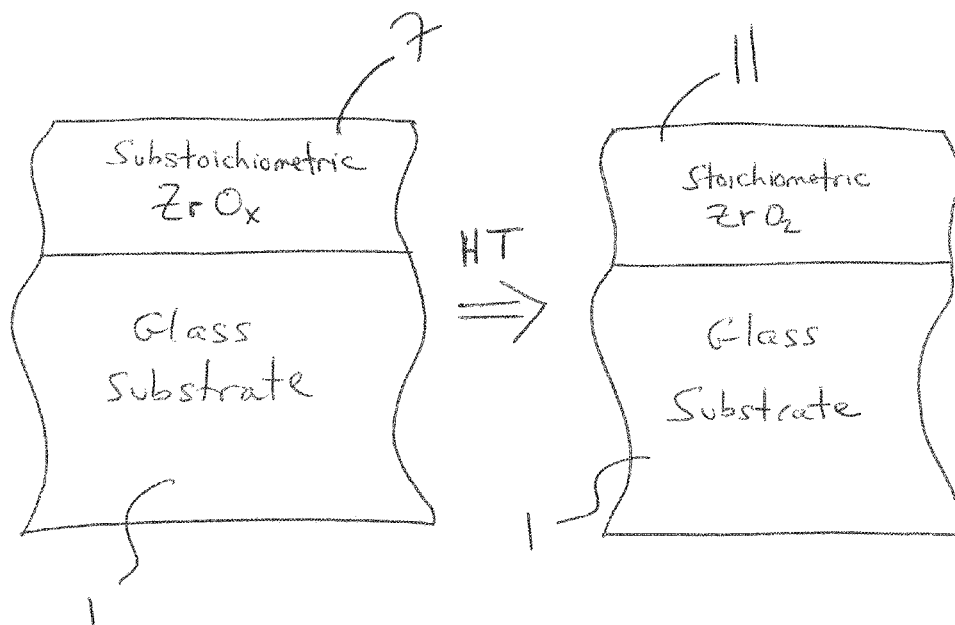 7
Substoichiometric
ZrOx
Glass
Substrate
1
HT
11
Stoichiometric
ZrO2
Glass
Substrate
1